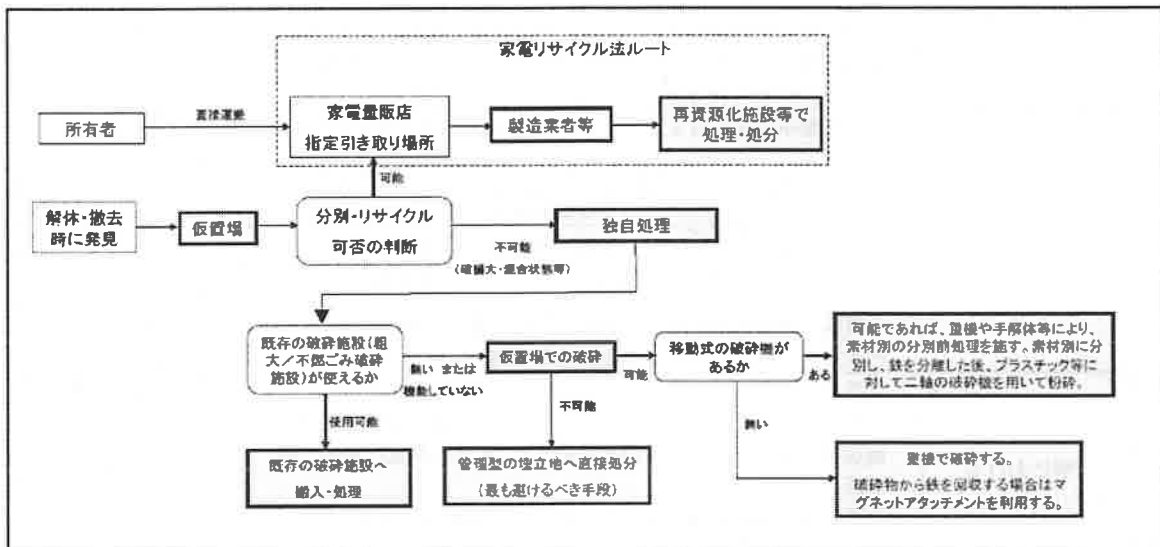 家電リサイクル法ルート
所有者
直接運搬
家電量販店
指定引き取り場所
製造業者等
再資源化施設等で
処理・処分
可能
解体・撤去
時に発見
仮置場
分別・リサイクル
可否の判断
不可能
(破損大・混合状態等)
独自処理
既存の破砕施設(粗
大/不燃ごみ破砕
施設)が使えるか
無い または
機能していない
仮置場での破砕
可能
移動式の破砕機が
あるか
ある
可能であれば、重機や手解体等により、
素材別の分別前処理を施す。素材別に分
別し、鉄を分離した後、プラスチック等に
対して二軸の破砕機を用いて粉砕。
使用可能
不可能
無い
既存の破砕施設へ
搬入・処理
管理型の埋立地へ直接処分
(最も避けるべき手段)
重機で破砕する。
破砕物から鉄を回収する場合はマ
グネットアタッチメントを利用する。